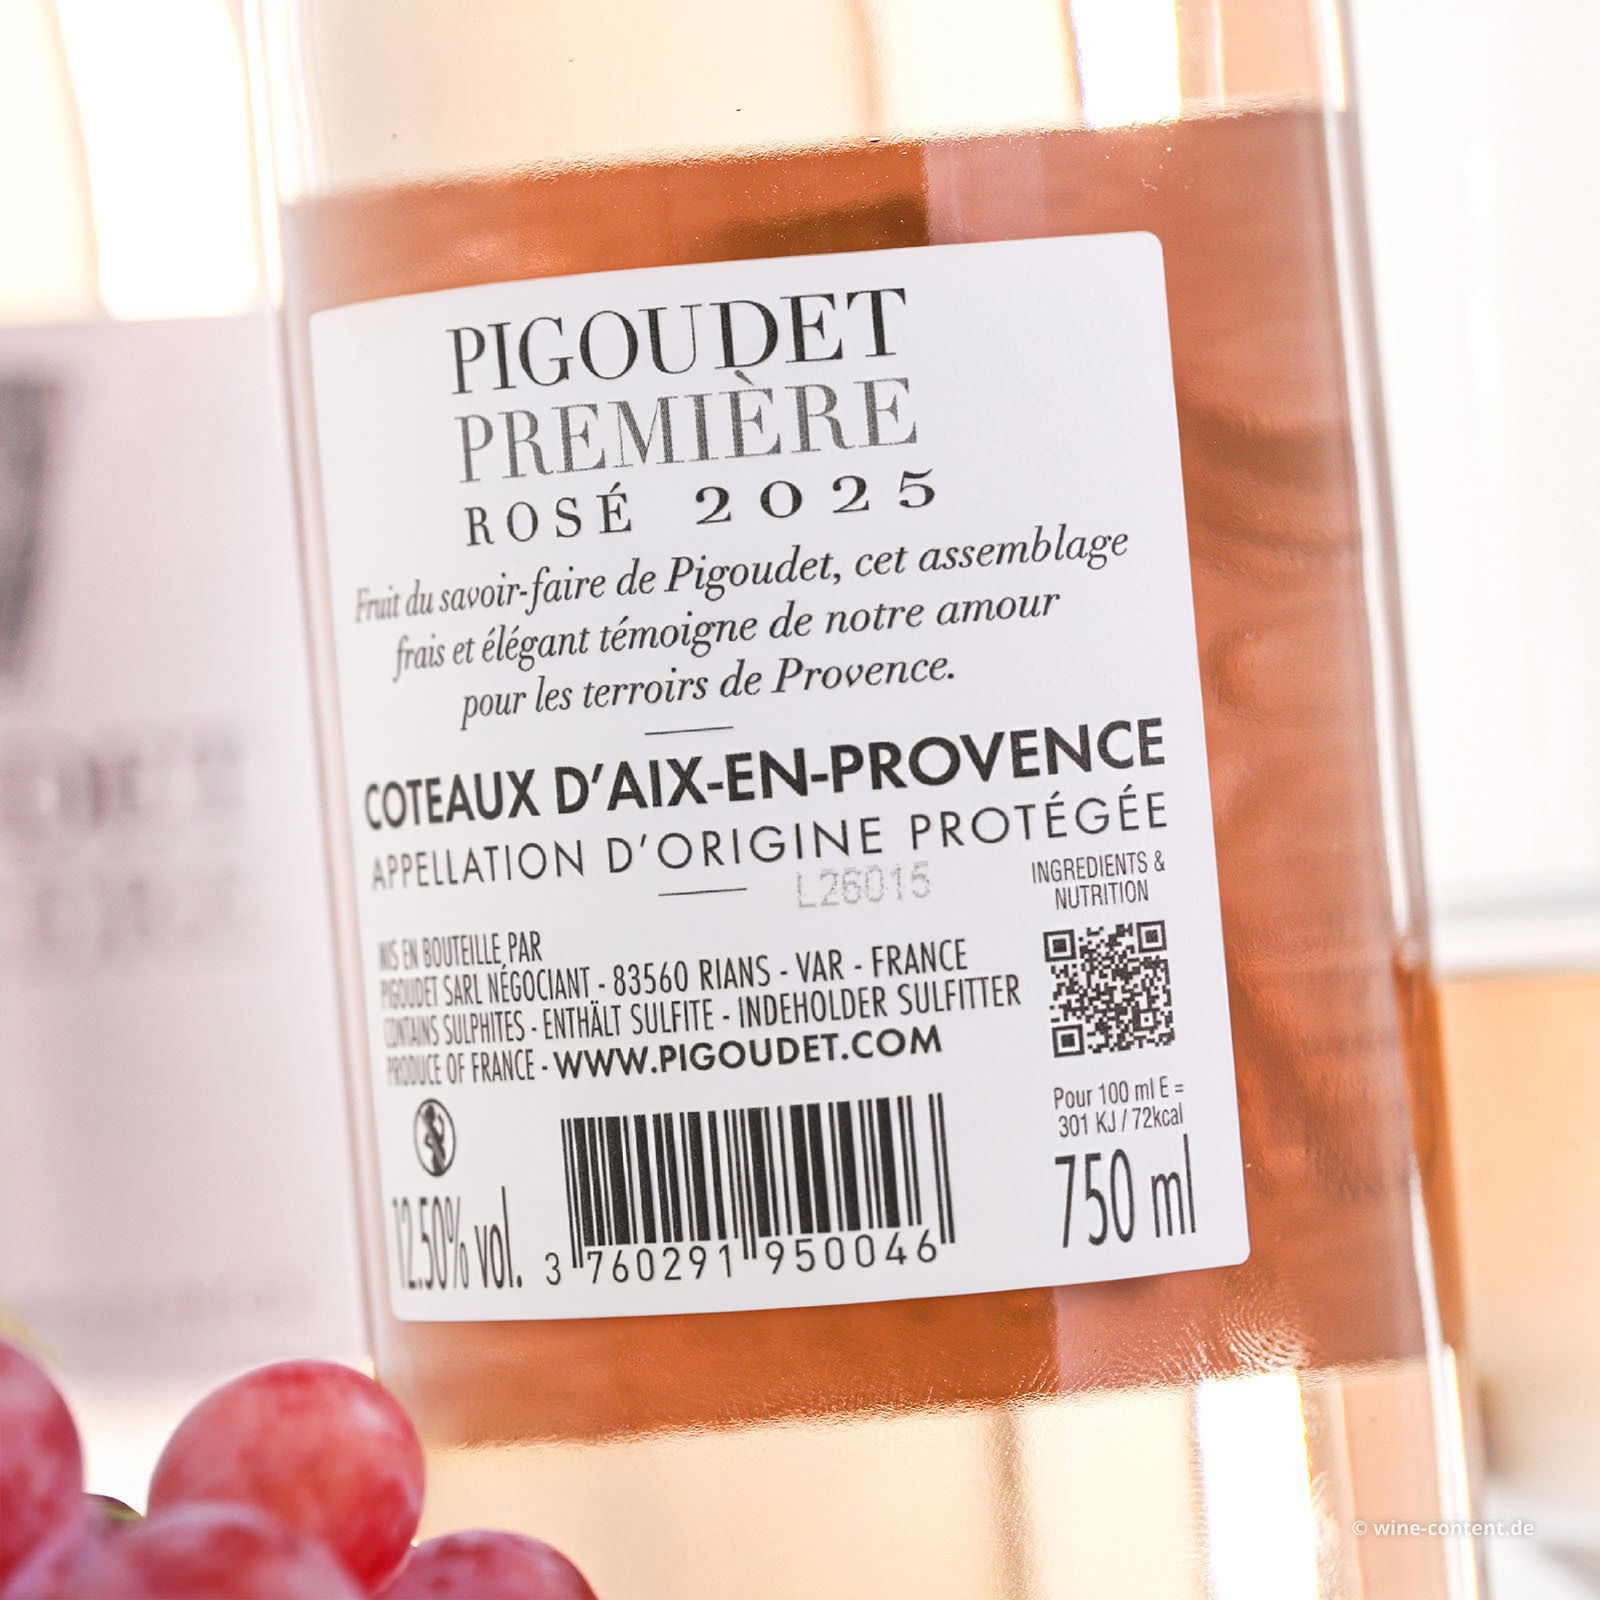 PIGOUDET
PREMIÈRE
ROSÉ 2025
Fruit du savoir-faire de Pigoudet, cet assemblage
frais et élégant témoigne de notre amour
pour les terroirs de Provence.
COTEAUX D'AIX-EN-PROVENCE
APPELLATION D'ORIGINE PROTÉGÉE
L26015
INGREDIENTS &
NUTRITION
MIS EN BOUTEILLE PAR
PIGOUDET SARL NÉGOCIANT - 83560 RIANS - VAR - FRANCE
CONTAINS SULPHITES - ENTHÄLT SULFITE - INDEHOLDER SULFITTER
PRODUCE OF FRANCE - WWW.PIGOUDET.COM
Pour 100 ml E =
301 KJ / 72kcal
12.50% vol.
3 760291 950046
750 ml
© wine-content.de